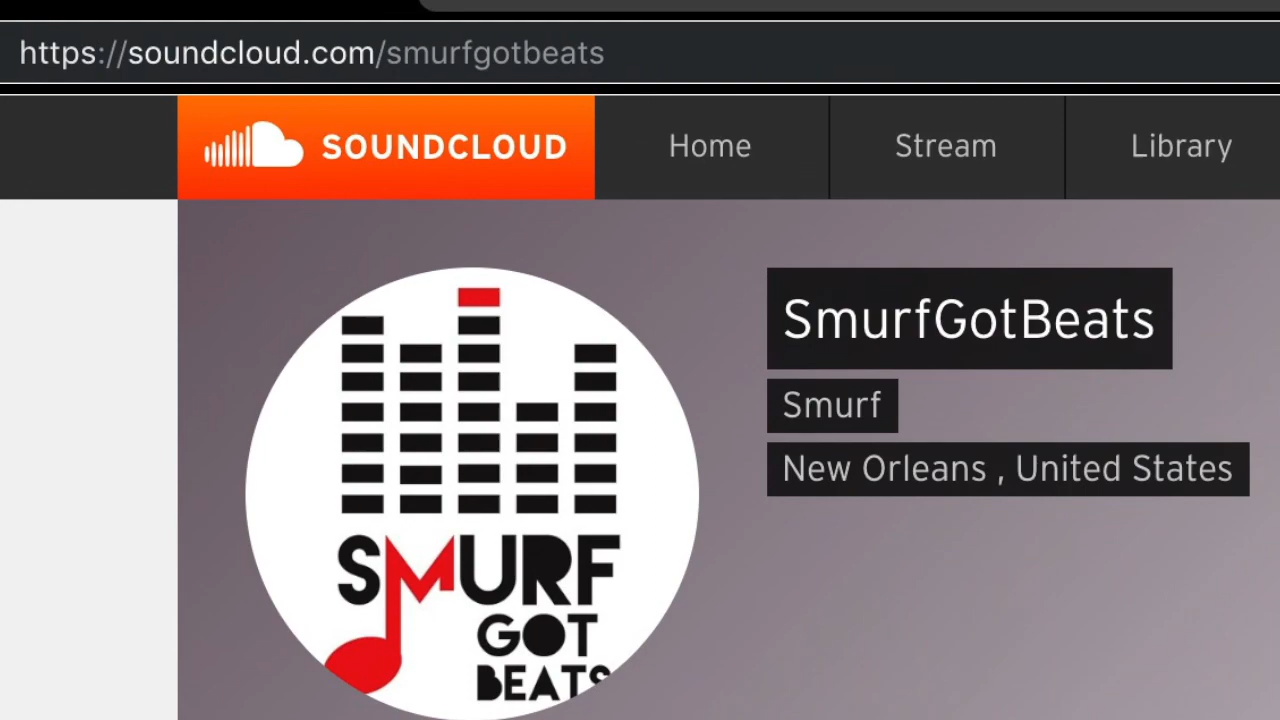 https://soundcloud.com/smurfgotbeats
SOUNDCLOUD
Home
Stream
Library
SmurfGotBeats
Smurf
New Orleans , United States
SMURF
GOT
BEATS